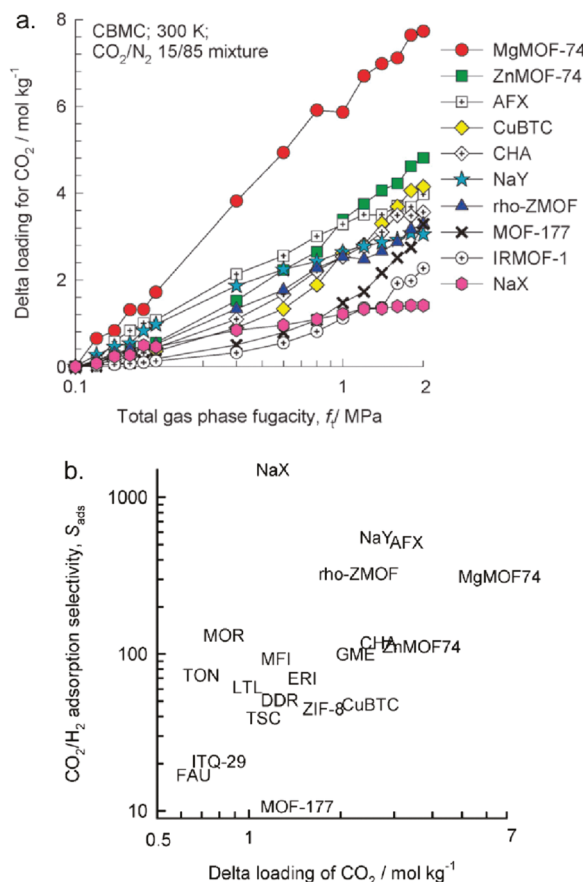 a.
CBMC; 300 K;
CO2/N2 15/85 mixture
Delta loading for CO2 / mol kg-1
8
6
4
2
0
0.1
1
2
Total gas phase fugacity, ft/ MPa
MgMOF-74
ZnMOF-74
AFX
CuBTC
CHA
NaY
rho-ZMOF
MOF-177
IRMOF-1
NaX
b.
CO2/H2 adsorption selectivity, Sads
1000
100
10
NaX
NaY
AFX
rho-ZMOF
MgMOF74
MOR
CHA
ZnMOF74
MFI
GME
TON
ERI
LTL
DDR
ZIF-8
CuBTC
TSC
ITQ-29
FAU
MOF-177
0.5
1
7
Delta loading of CO2 / mol kg-1